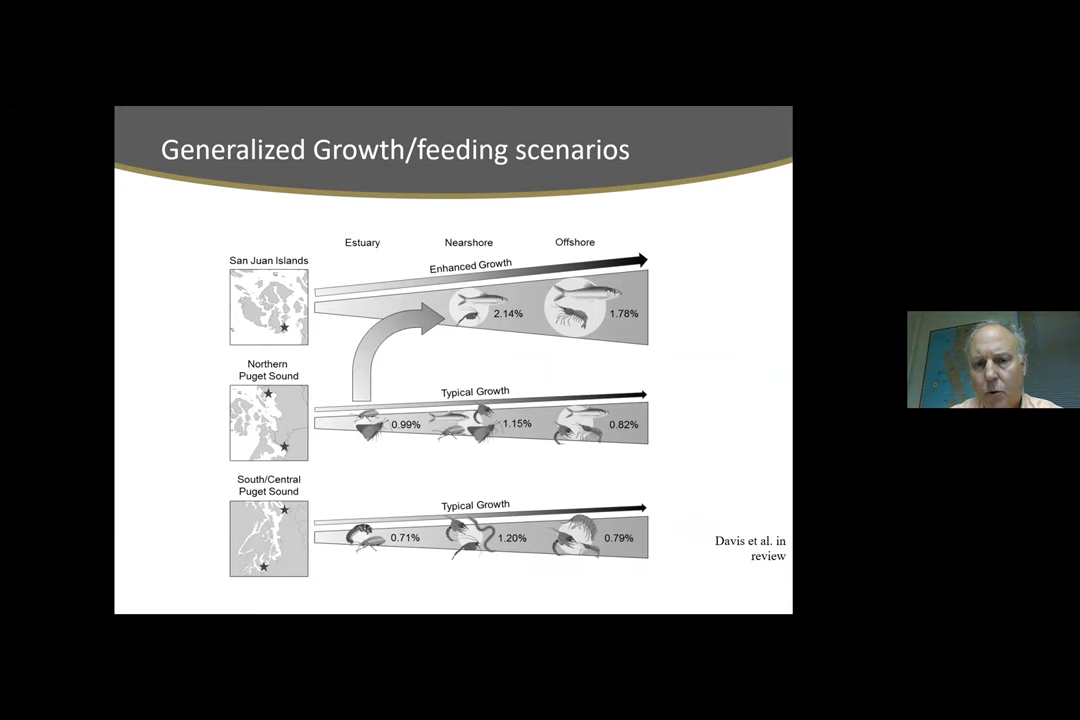 Generalized Growth/feeding scenarios
Estuary
Nearshore
Offshore
San Juan Islands
Enhanced Growth
2.14%
1.78%
Northern
Puget Sound
Typical Growth
0.99%
1.15%
0.82%
South/Central
Puget Sound
Typical Growth
0.71%
1.20%
0.79%
Davis et al. in
review